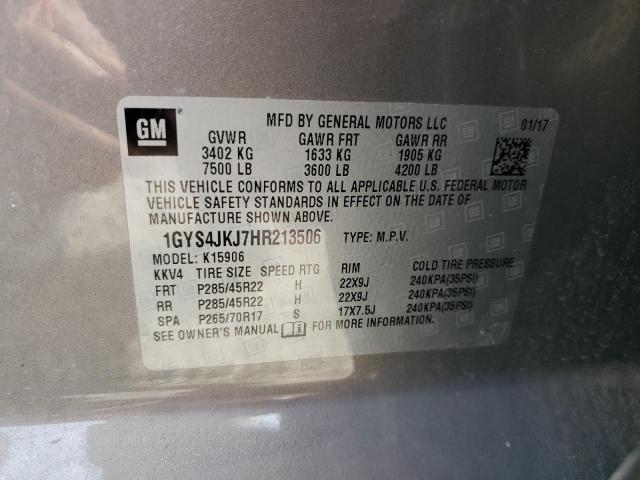 GM
MFD BY GENERAL MOTORS LLC 01/17
GVWR GAWR FRT GAWR RR
3402 KG 1633 KG 1905 KG
7500 LB 3600 LB 4200 LB
THIS VEHICLE CONFORMS TO ALL APPLICABLE U.S. FEDERAL MOTOR
VEHICLE SAFETY STANDARDS IN EFFECT ON THE DATE OF
MANUFACTURE SHOWN ABOVE.
1GYS4JKJ7HR213506 TYPE: M.P.V.
MODEL: K15906
KKV4 TIRE SIZE SPEED RTG RIM COLD TIRE PRESSURE
FRT P285/45R22 H 22X9J 240KPA(35PSI)
RR P285/45R22 H 22X9J 240KPA(35PSI)
SPA P265/70R17 S 17X7.5J 240KPA(35PSI)
SEE OWNER'S MANUAL FOR MORE INFORMATION.